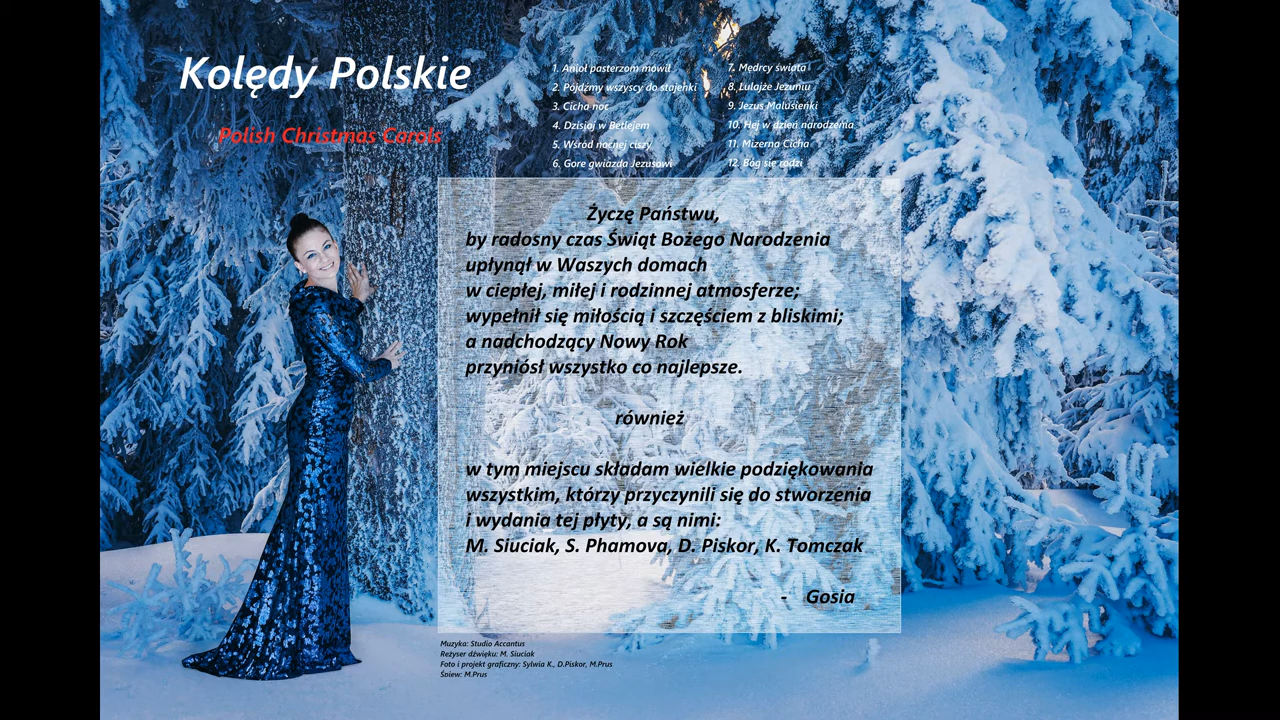 Kolędy Polskie
Polish Christmas Carols
1. Anioł pasterzom mówił
2. Pójdźmy wszyscy do stajenki
3. Cicha noc
4. Dzisiaj w Betlejem
5. Wśród nocnej ciszy
6. Gore gwiazda Jezusowi
7. Mędrcy świata
8. Lulajże Jezuniu
9. Jezus Malusieńki
10. Hej w dzień narodzenia
11. Mizerna Cicha
12. Bóg się rodzi
Życzę Państwu,
by radosny czas Świąt Bożego Narodzenia
upłynął w Waszych domach
w ciepłej, miłej i rodzinnej atmosferze;
wypełnił się miłością i szczęściem z bliskimi;
a nadchodzący Nowy Rok
przyniósł wszystko co najlepsze.
również
w tym miejscu składam wielkie podziękowania
wszystkim, którzy przyczynili się do stworzenia
i wydania tej płyty, a są nimi:
M. Siuciak, S. Phamova, D. Piskor, K. Tomczak
- Gosia
Muzyka: Studio Accantus
Reżyser dźwięku: M. Siuciak
Foto i projekt graficzny: Sylwia K., D.Piskor, M.Prus
Śpiew: M.Prus